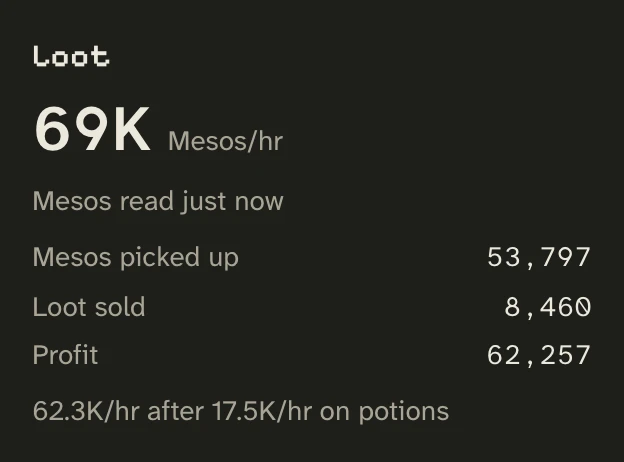 Loot
69K Mesos/hr
Mesos read just now
Mesos picked up 53,797
Loot sold 8,460
Profit 62,257
62.3K/hr after 17.5K/hr on potions